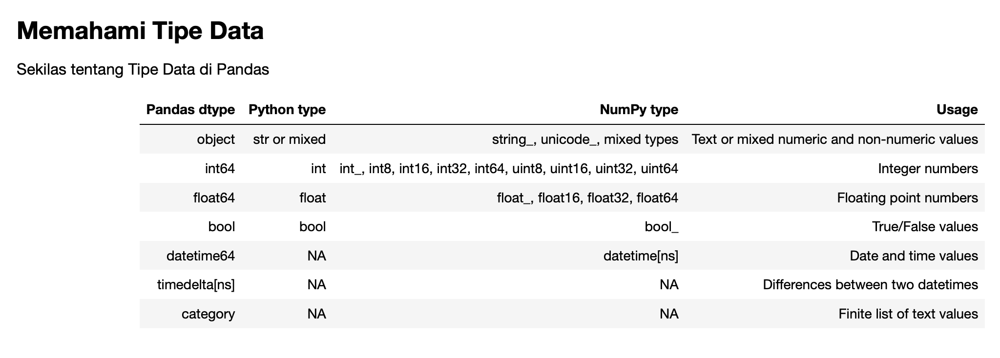 Memahami Tipe Data
Sekilas tentang Tipe Data di Pandas
Pandas dtype Python type NumPy type Usage
object str or mixed string_, unicode_, mixed types Text or mixed numeric and non-numeric values
int64 int int_, int8, int16, int32, int64, uint8, uint16, uint32, uint64 Integer numbers
float64 float float_, float16, float32, float64 Floating point numbers
bool bool bool_ True/False values
datetime64 NA datetime[ns] Date and time values
timedelta[ns] NA NA Differences between two datetimes
category NA NA Finite list of text values